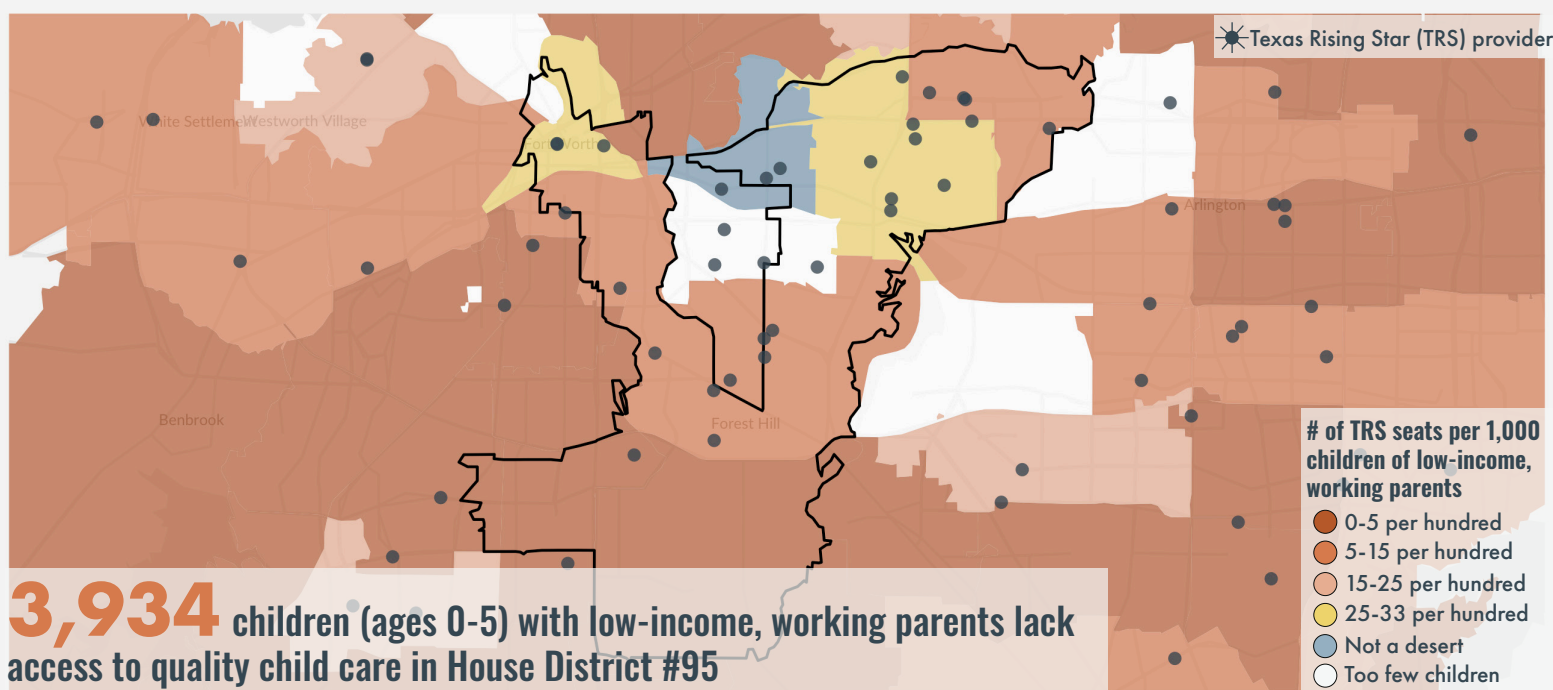 Texas Rising Star (TRS) provider
White Settlement
Westworth Village
Fort Worth
Arlington
Benbrook
Forest Hill
# of TRS seats per 1,000
children of low-income,
working parents
0-5 per hundred
5-15 per hundred
15-25 per hundred
25-33 per hundred
Not a desert
Too few children
3,934 children (ages 0-5) with low-income, working parents lack
access to quality child care in House District #95